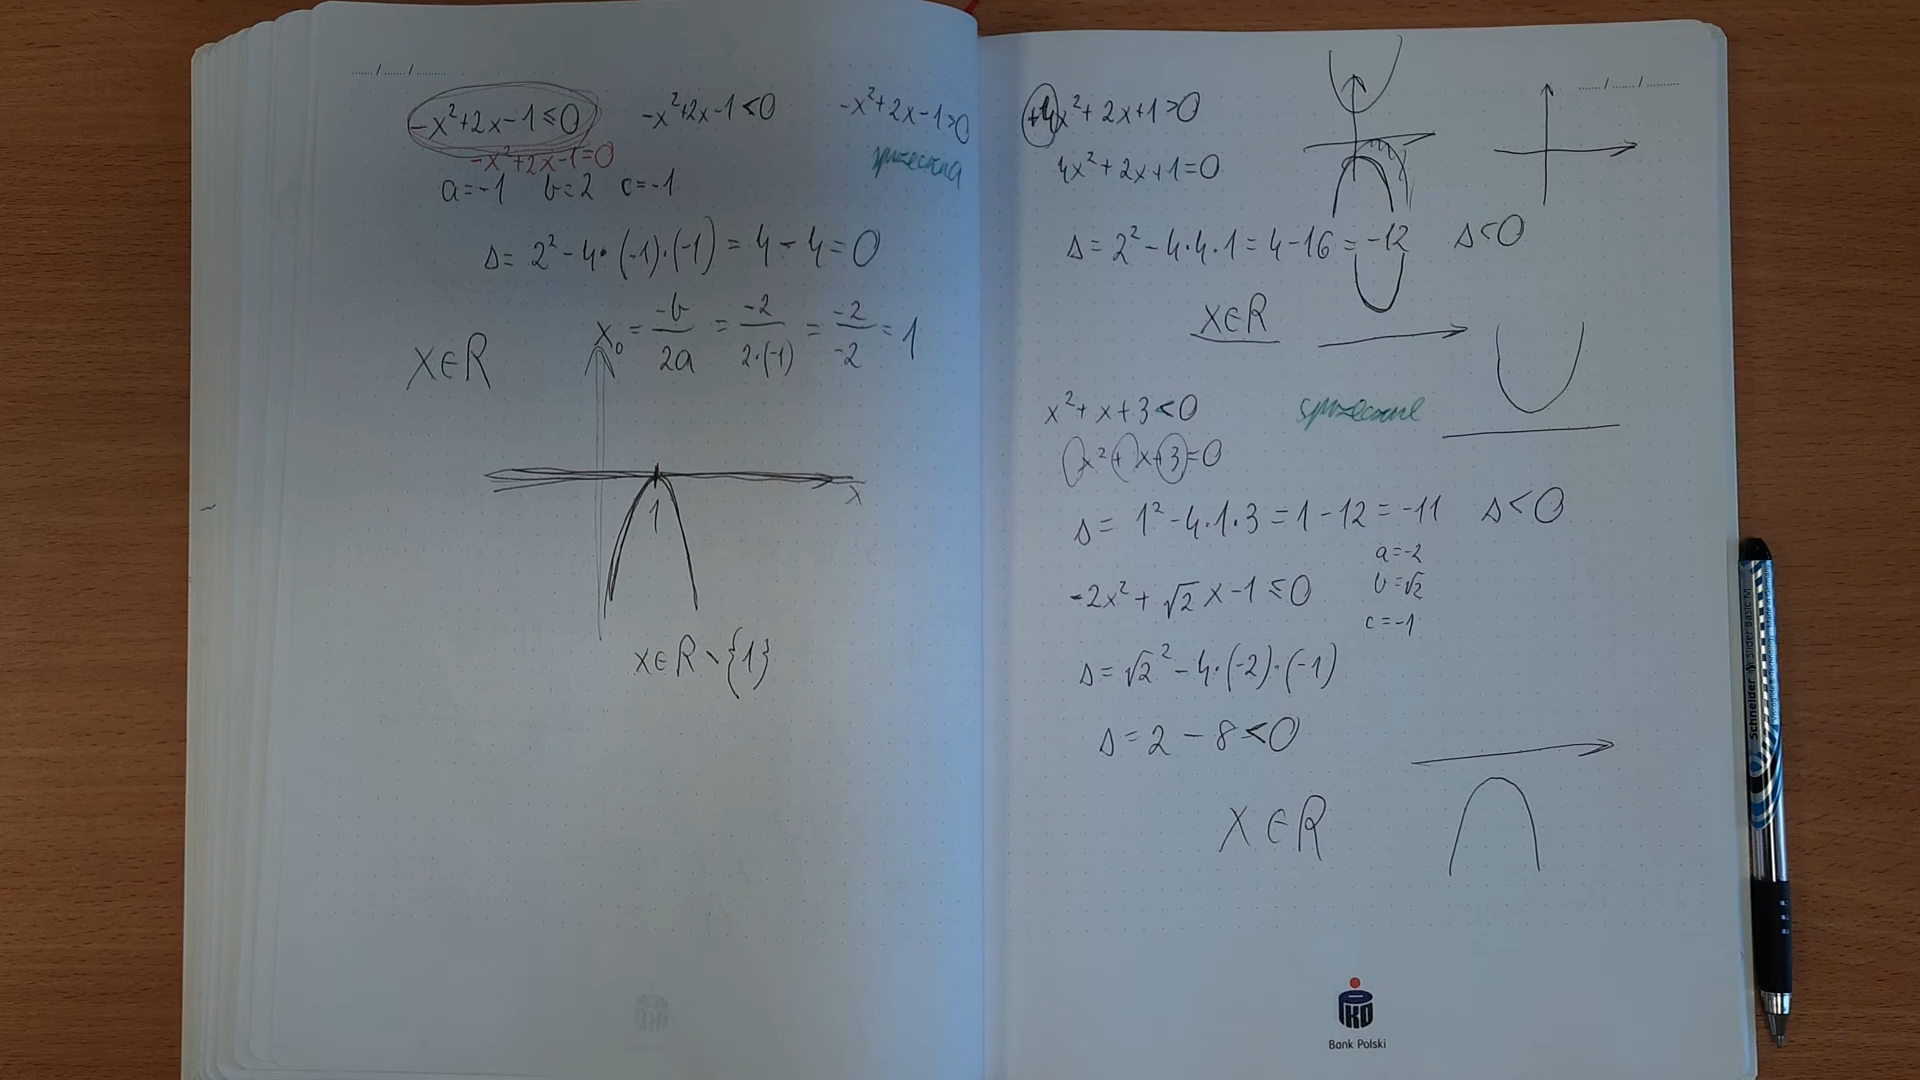 -x²+2x-1≤0 -x²+2x-1<0 -x²+2x-1>0
-x²+2x-1=0 sprzeczna
a=-1 b=2 c=-1
Δ= 2²-4·(-1)·(-1) = 4-4=0
x₀ = -b/2a = -2/2·(-1) = -2/-2 = 1
x∈R
x
1
x∈R∖{1}
+4x²+2x+1>0
4x²+2x+1=0
Δ=2²-4·4·1=4-16=-12 Δ<0
x∈R
x²+x+3<0 sprzeczne
x²+x+3=0
Δ= 1²-4·1·3=1-12=-11 Δ<0
a=-2
-2x²+√2x-1≤0 b=√2
c=-1
Δ=√2²-4·(-2)·(-1)
Δ=2-8<0
x∈R
Bank Polski
Schneider Slider Basic M